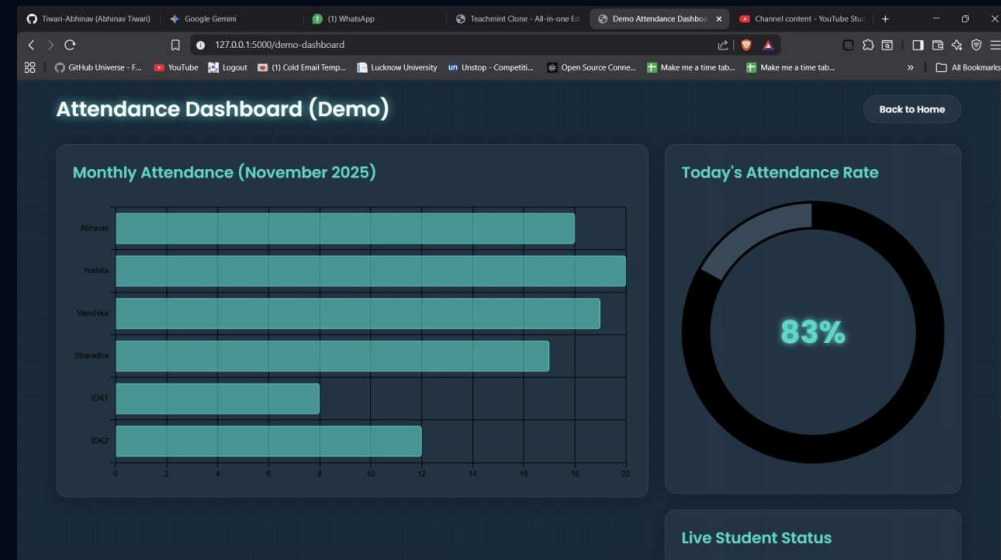 Tiwari-Abhinav (Abhinav Tiwari)
Google Gemini
(1) WhatsApp
Teachmint Clone - All-in-one Ed
Demo Attendance Dashboa
Channel content - YouTube Stud
127.0.0.1:5000/demo-dashboard
GitHub Universe - F...
YouTube
Logout
(1) Cold Email Temp...
Lucknow University
un
Unstop - Competiti...
Open Source Conne...
Make me a time tab...
Make me a time tab...
»
All Bookmarks
Attendance Dashboard (Demo)
Back to Home
Monthly Attendance (November 2025)
Abhinav
Yoshita
Vanshika
Sharadha
IDK1
IDK2
0 2 4 6 8 10 12 14 16 18 20
Today's Attendance Rate
83%
Live Student Status